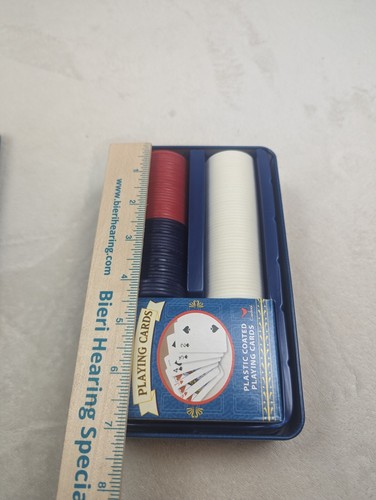 www.bierihearing.com
Bieri Hearing Specia
1
2
3
4
5
6
7
8
PLAYING CARDS
PLASTIC COATED
PLAYING CARDS